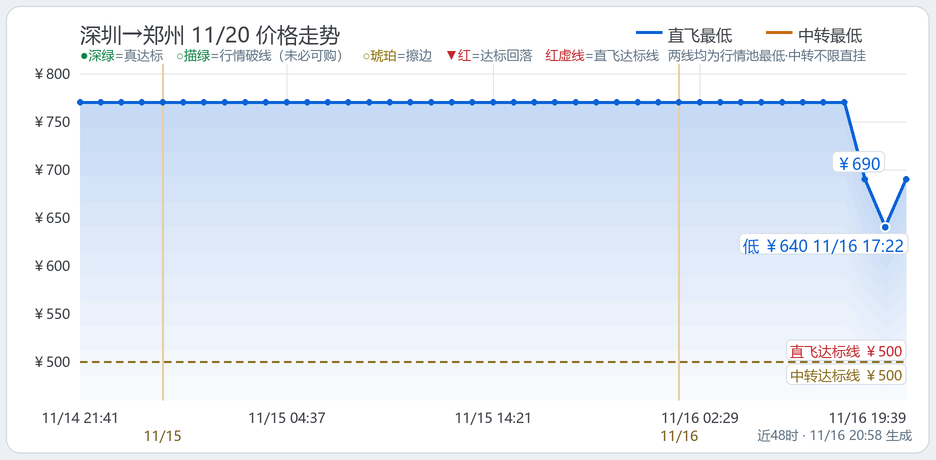 深圳→郑州 11/20 价格走势
直飞最低
中转最低
●深绿=真达标 ○描绿=行情破线（未必可购） ○琥珀=擦边 ▼红=达标回落 红虚线=直飞达标线 两线均为行情池最低·中转不限直挂
¥800
¥750
¥700
¥650
¥600
¥550
¥500
¥690
低 ¥640 11/16 17:22
直飞达标线 ¥500
中转达标线 ¥500
11/14 21:41
11/15 04:37
11/15 14:21
11/16 02:29
11/16 19:39
11/15
11/16
近48时 · 11/16 20:58 生成